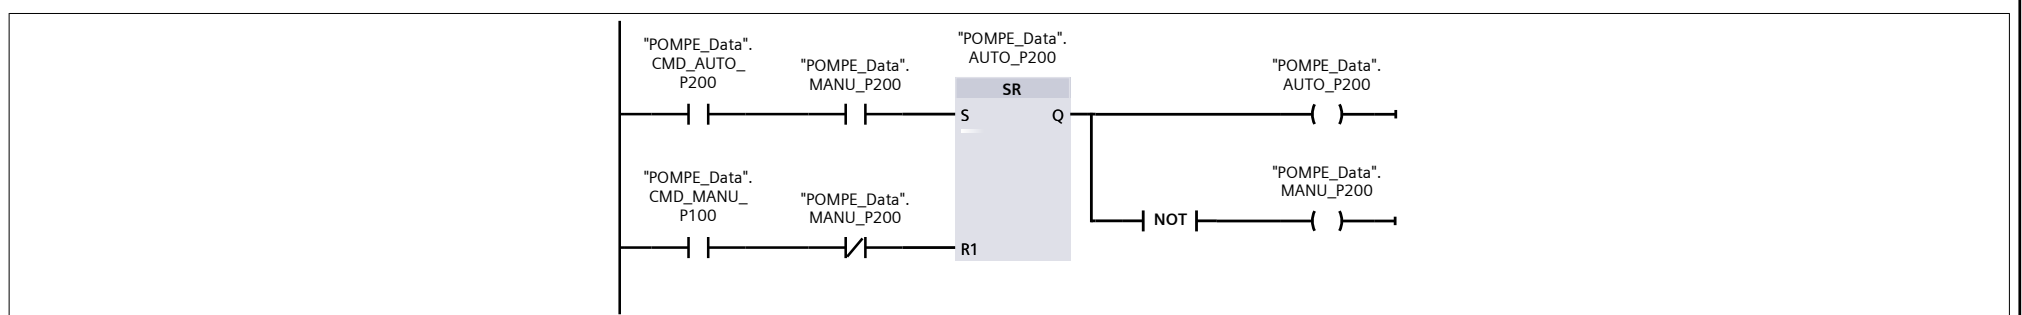 "POMPE_Data".
CMD_AUTO_
P200
"POMPE_Data".
MANU_P200
"POMPE_Data".
AUTO_P200
SR
S
Q
"POMPE_Data".
AUTO_P200
"POMPE_Data".
CMD_MANU_
P100
"POMPE_Data".
MANU_P200
R1
NOT
"POMPE_Data".
MANU_P200